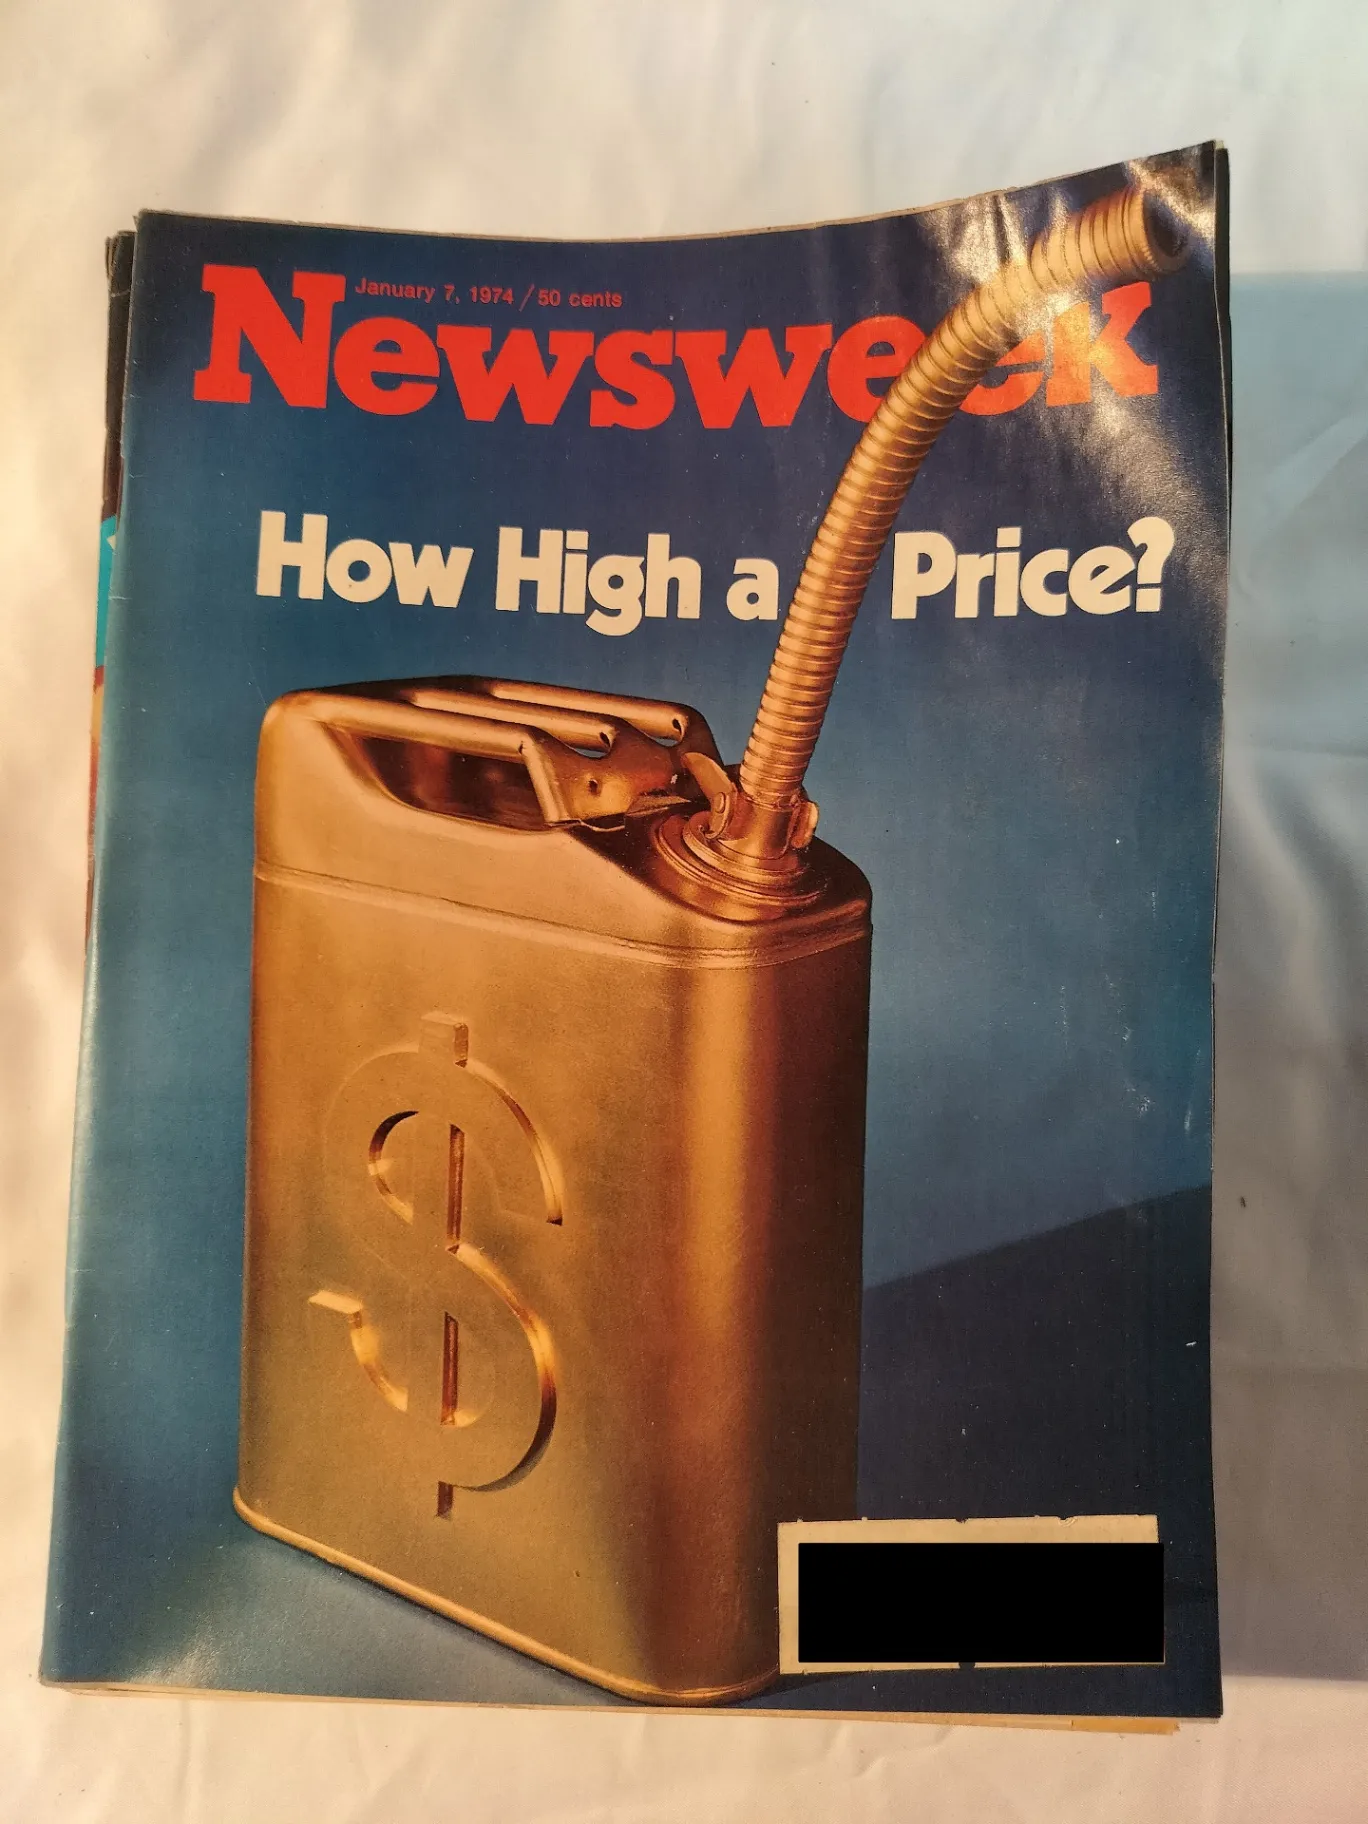 January 7, 1974 / 50 cents
Newsweek
How High a Price?
$